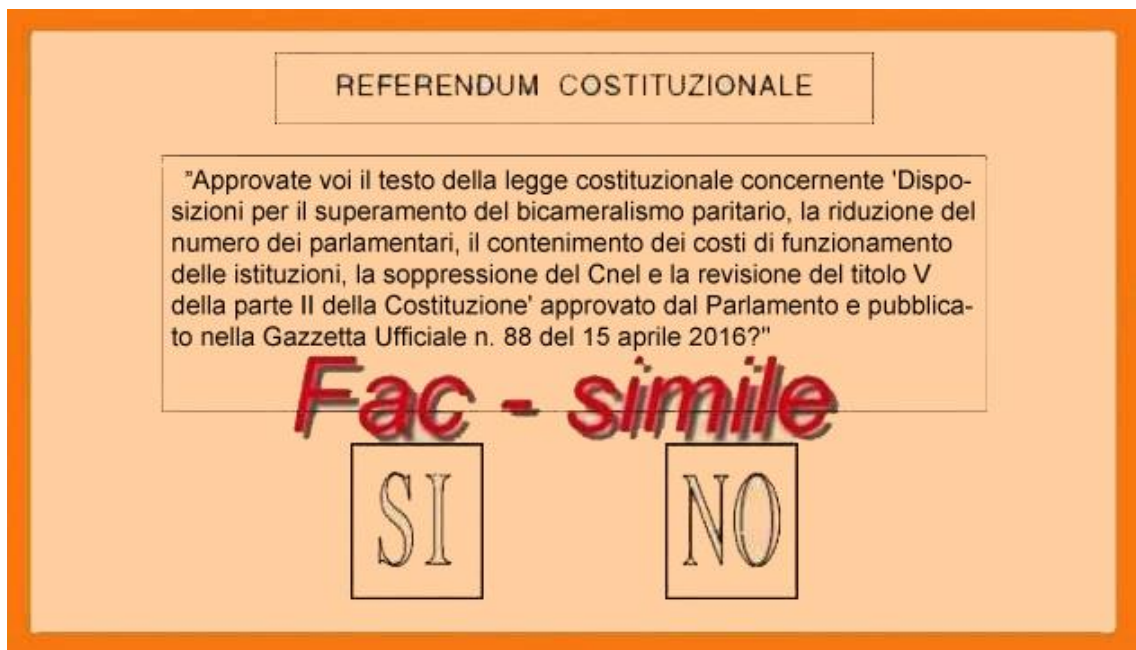 REFERENDUM COSTITUZIONALE
"Approvate voi il testo della legge costituzionale concernente 'Dispo-
sizioni per il superamento del bicameralismo paritario, la riduzione del
numero dei parlamentari, il contenimento dei costi di funzionamento
delle istituzioni, la soppressione del Cnel e la revisione del titolo V
della parte II della Costituzione' approvato dal Parlamento e pubblica-
to nella Gazzetta Ufficiale n. 88 del 15 aprile 2016?"
Fac - simile
SI NO